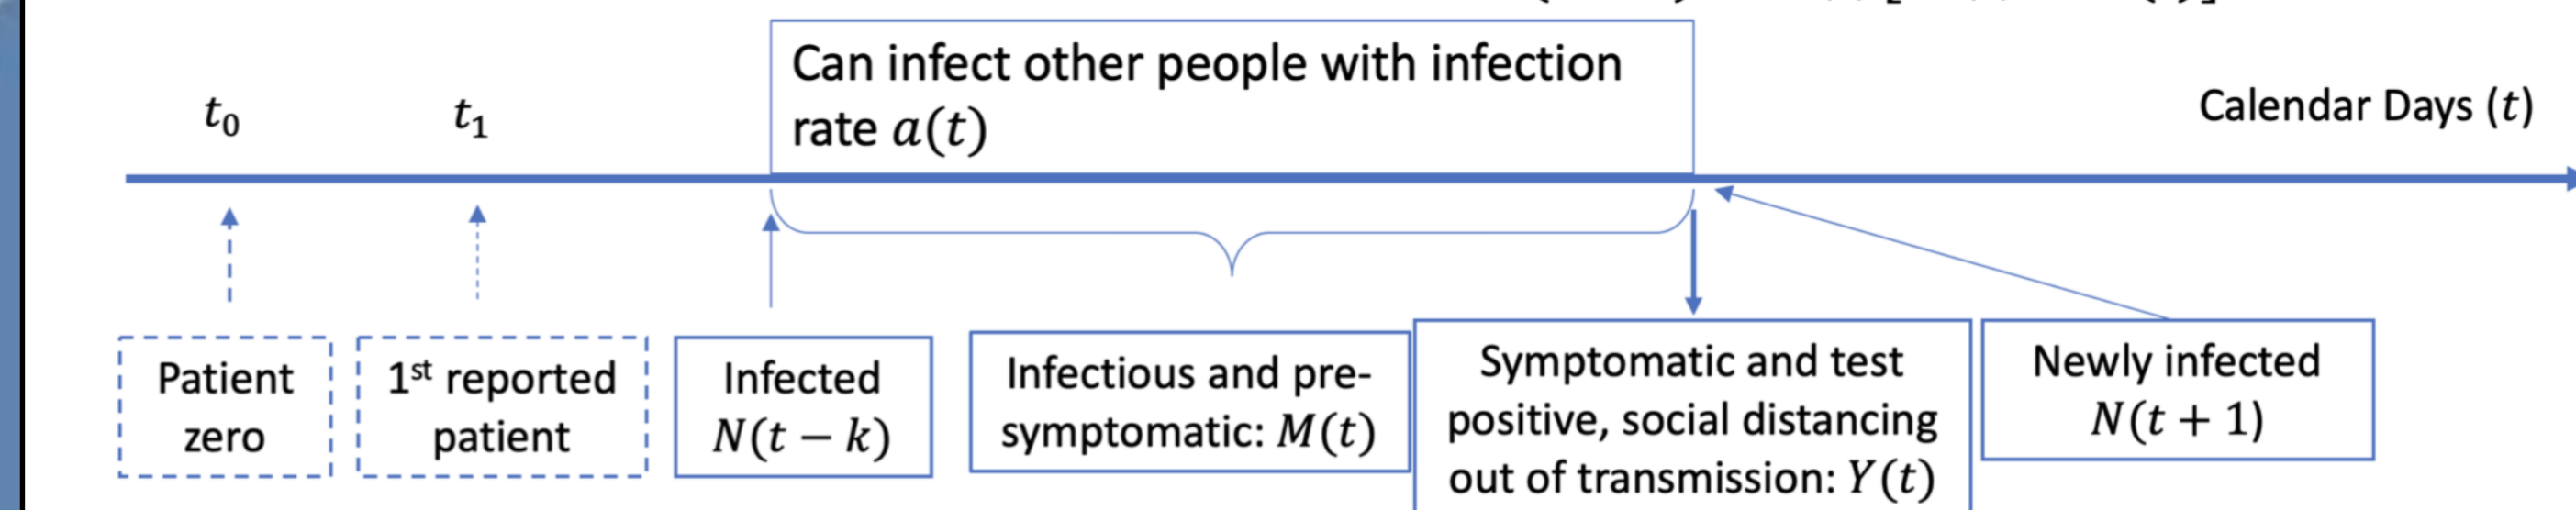 Can infect other people with infection
rate a(t)
t₀
t₁
Calendar Days (t)
Patient
zero
1st reported
patient
Infected
N(t − k)
Infectious and pre-
symptomatic: M(t)
Symptomatic and test
positive, social distancing
out of transmission: Y(t)
Newly infected
N(t + 1)